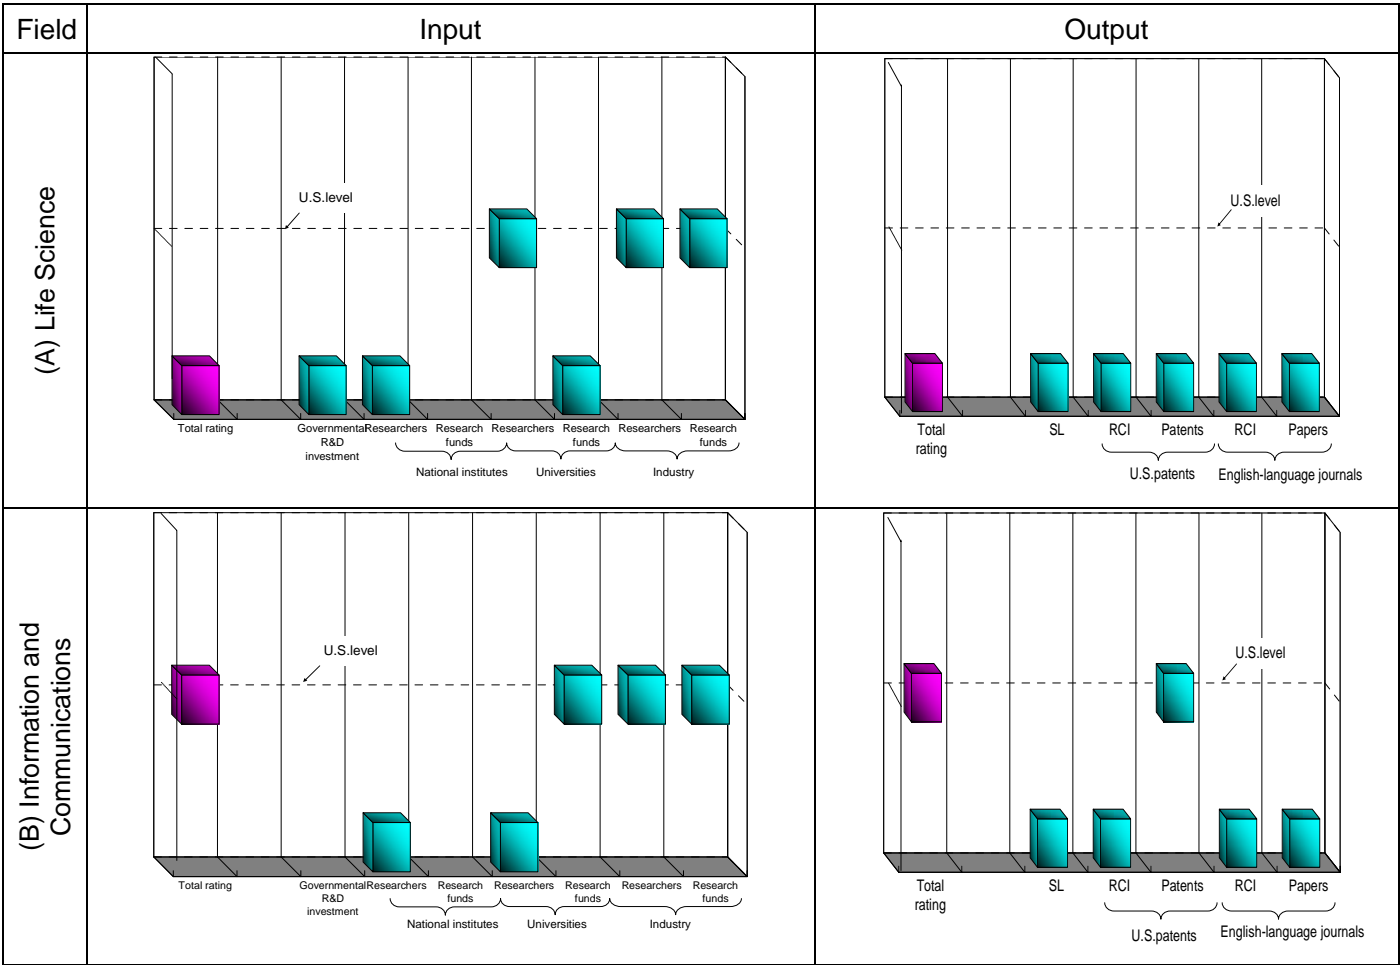 Field
Input
Output
(A) Life Science
U.S.level
Total rating
Governmental
R&D
investment
Researchers
Research
funds
Researchers
Research
funds
Researchers
Research
funds
National institutes
Universities
Industry
U.S.level
Total
rating
SL
RCI
Patents
RCI
Papers
U.S.patents
English-language journals
(B) Information and
Communications
U.S.level
Total rating
Governmental
R&D
investment
Researchers
Research
funds
Researchers
Research
funds
Researchers
Research
funds
National institutes
Universities
Industry
U.S.level
Total
rating
SL
RCI
Patents
RCI
Papers
U.S.patents
English-language journals